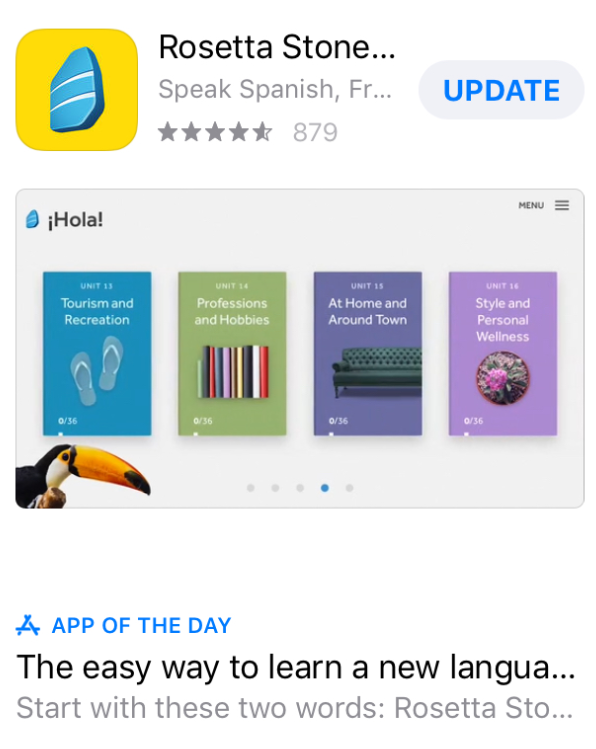 Rosetta Stone...
Speak Spanish, Fr...
UPDATE
879
¡Hola!
MENU
UNIT 13
Tourism and
Recreation
0/36
UNIT 14
Professions
and Hobbies
0/36
UNIT 15
At Home and
Around Town
0/36
UNIT 16
Style and
Personal
Wellness
0/36
APP OF THE DAY
The easy way to learn a new langua...
Start with these two words: Rosetta Sto...